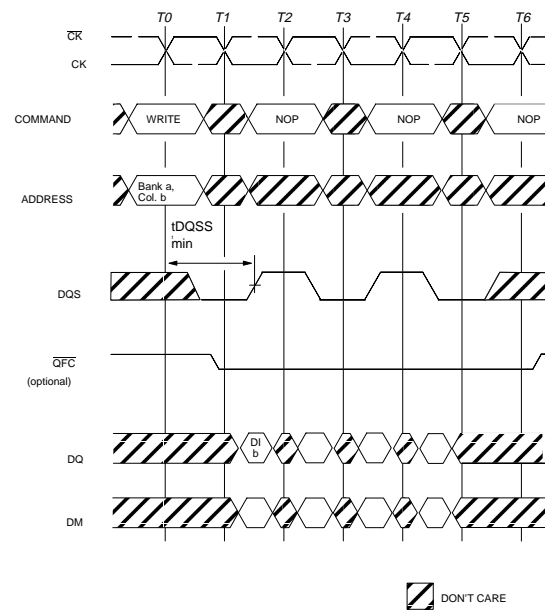 T0 T1 T2 T3 T4 T5 T6
CK
CK
COMMAND WRITE NOP NOP NOP
ADDRESS Bank a,
Col. b
tDQSS
min
DQS
QFC
(optional)
DQ DI
b
DM
DON'T CARE